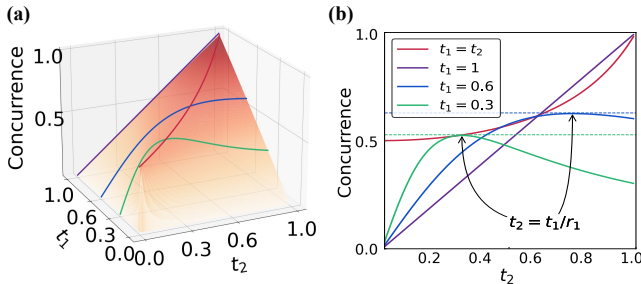 (a)
1.0
0.5
Concurrence
1.0
0.6
0.3
0.0
t₁
0.0
0.3
0.6
1.0
t₂
(b)
1.0
0.5
0.0
Concurrence
t₁ = t₂
t₁ = 1
t₁ = 0.6
t₁ = 0.3
t₂ = t₁/r₁
0.2
0.4
0.6
0.8
1.0
t₂